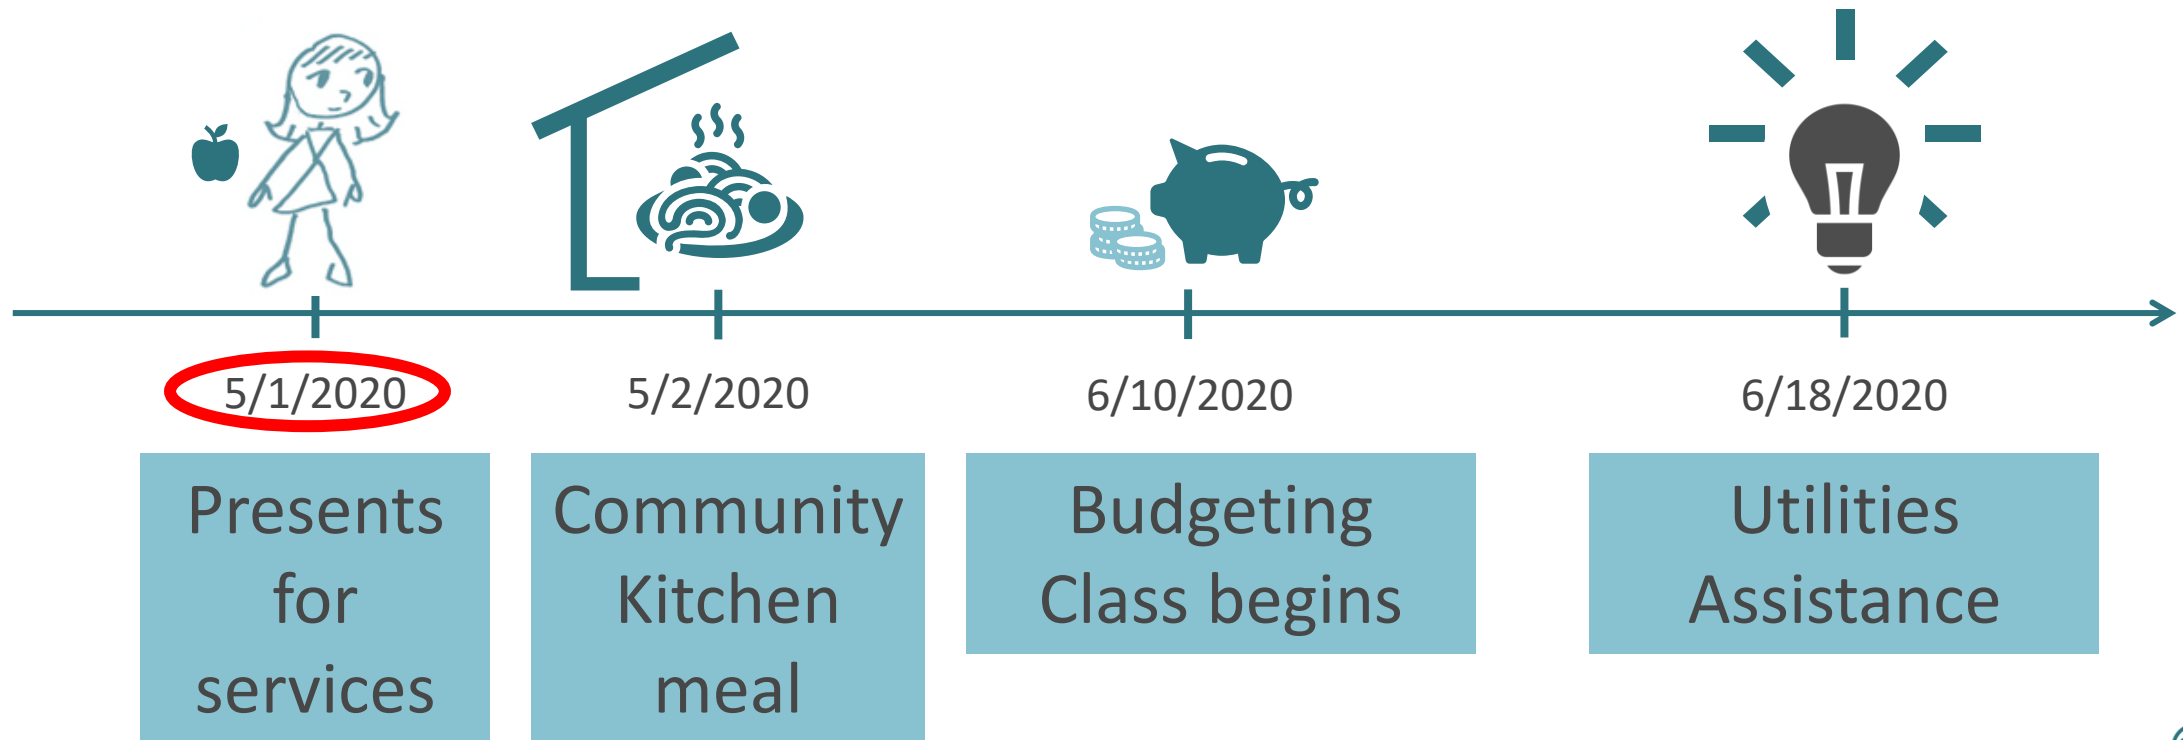 5/1/2020
5/2/2020
6/10/2020
6/18/2020
Presents
for
services
Community
Kitchen
meal
Budgeting
Class begins
Utilities
Assistance